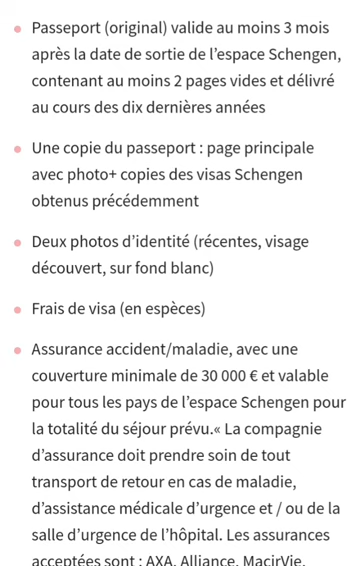 Passeport (original) valide au moins 3 mois
après la date de sortie de l’espace Schengen,
contenant au moins 2 pages vides et délivré
au cours des dix dernières années
Une copie du passeport : page principale
avec photo+ copies des visas Schengen
obtenus précédemment
Deux photos d’identité (récentes, visage
découvert, sur fond blanc)
Frais de visa (en espèces)
Assurance accident/maladie, avec une
couverture minimale de 30 000 € et valable
pour tous les pays de l’espace Schengen pour
la totalité du séjour prévu.« La compagnie
d’assurance doit prendre soin de tout
transport de retour en cas de maladie,
d’assistance médicale d’urgence et / ou de la
salle d’urgence de l’hôpital. Les assurances
acceptées sont : AXA, Alliance, MacirVie,